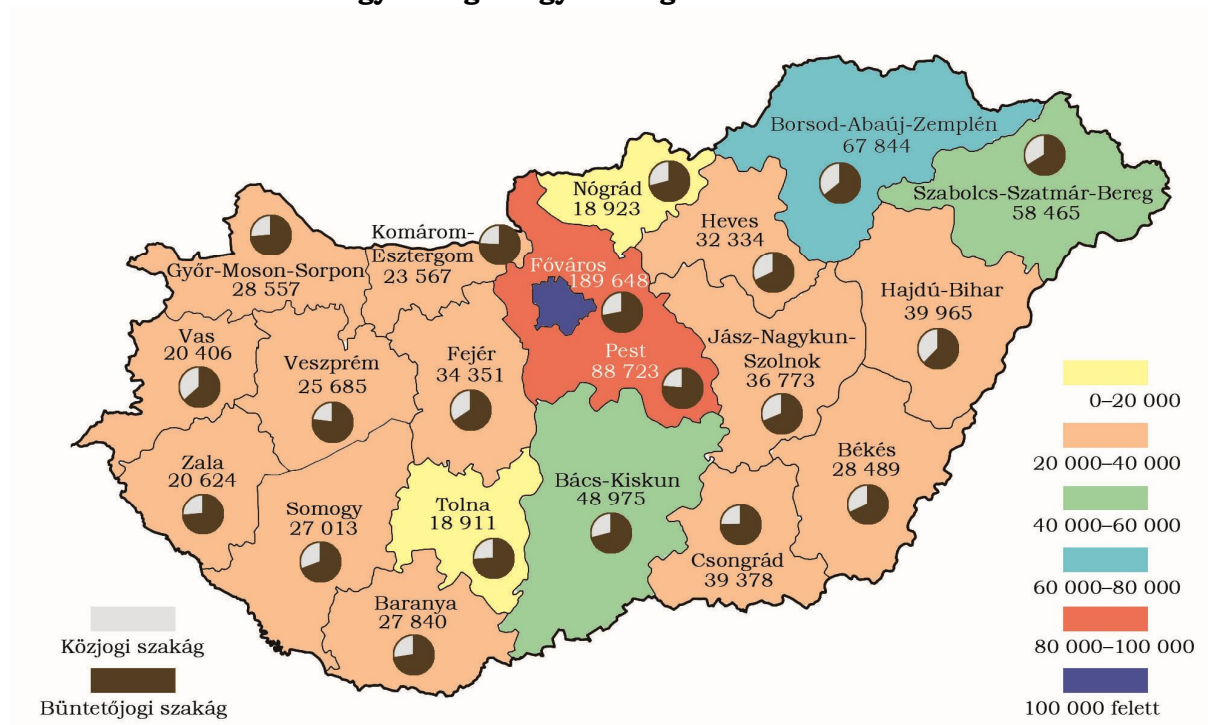 Nógrád
18 923
Borsod-Abaúj-Zemplén
67 844
Szabolcs-Szatmár-Bereg
58 465
Heves
32 334
Komárom-
Esztergom
23 567
Győr-Moson-Sorpon
28 557
Főváros
189 648
Hajdú-Bihar
39 965
Vas
20 406
Veszprém
25 685
Fejér
34 351
Pest
88 723
Jász-Nagykun-
Szolnok
36 773
Zala
20 624
Somogy
27 013
Tolna
18 911
Bács-Kiskun
48 975
Békés
28 489
Csongrád
39 378
Baranya
27 840
Közjogi szakág
Büntetőjogi szakág
0–20 000
20 000–40 000
40 000–60 000
60 000–80 000
80 000–100 000
100 000 felett